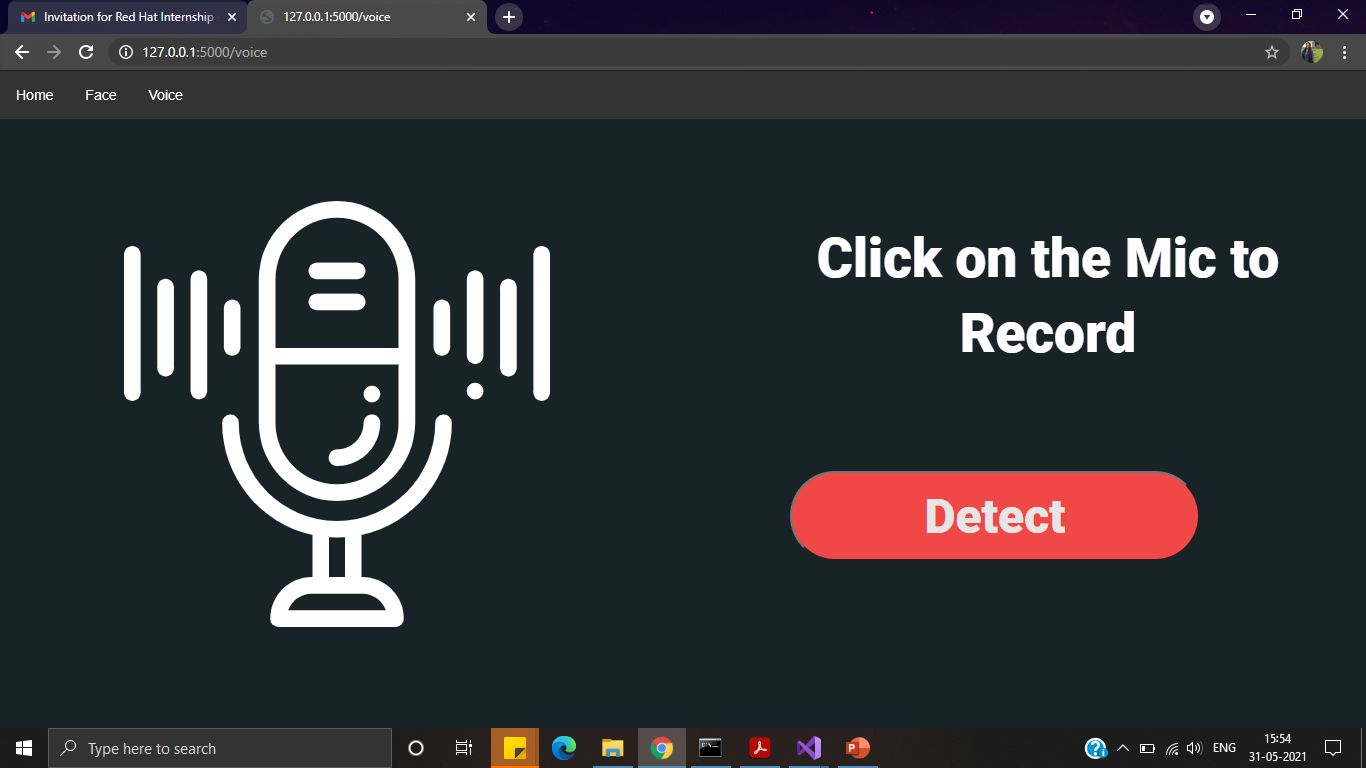 Invitation for Red Hat Internship
127.0.0.1:5000/voice
127.0.0.1:5000/voice
Home Face Voice
Click on the Mic to
Record
Detect
Type here to search
ENG
15:54
31-05-2021